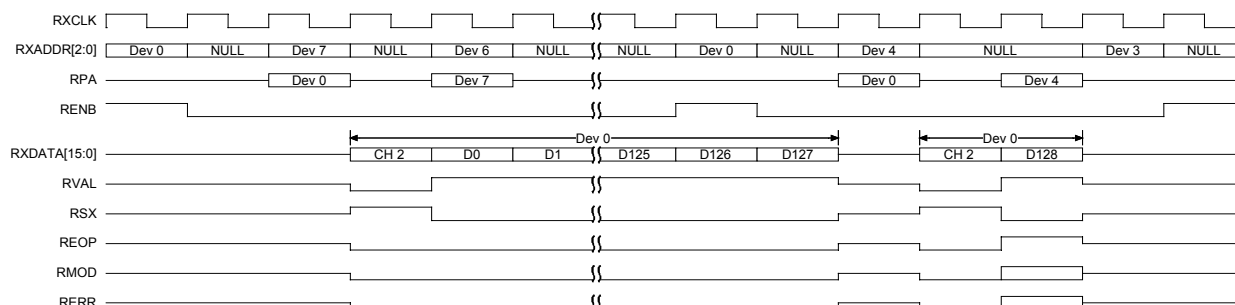 RXCLK
RXADDR[2:0] Dev 0 NULL Dev 7 NULL Dev 6 NULL NULL Dev 0 NULL Dev 4 NULL Dev 3 NULL
RPA Dev 0 Dev 7 Dev 0 Dev 4
RENB
Dev 0 Dev 0
RXDATA[15:0] CH 2 D0 D1 D125 D126 D127 CH 2 D128
RVAL
RSX
REOP
RMOD
RERR